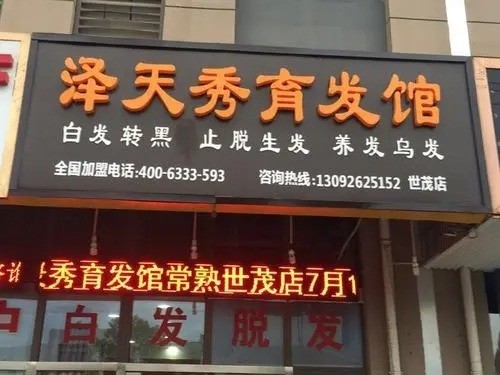 泽天秀育发馆
白发转黑 止脱生发 养发乌发
全国加盟电话:400-6333-593 咨询热线:13092625152 世茂店
秀育发馆常熟世茂店7月1
白白发脱发